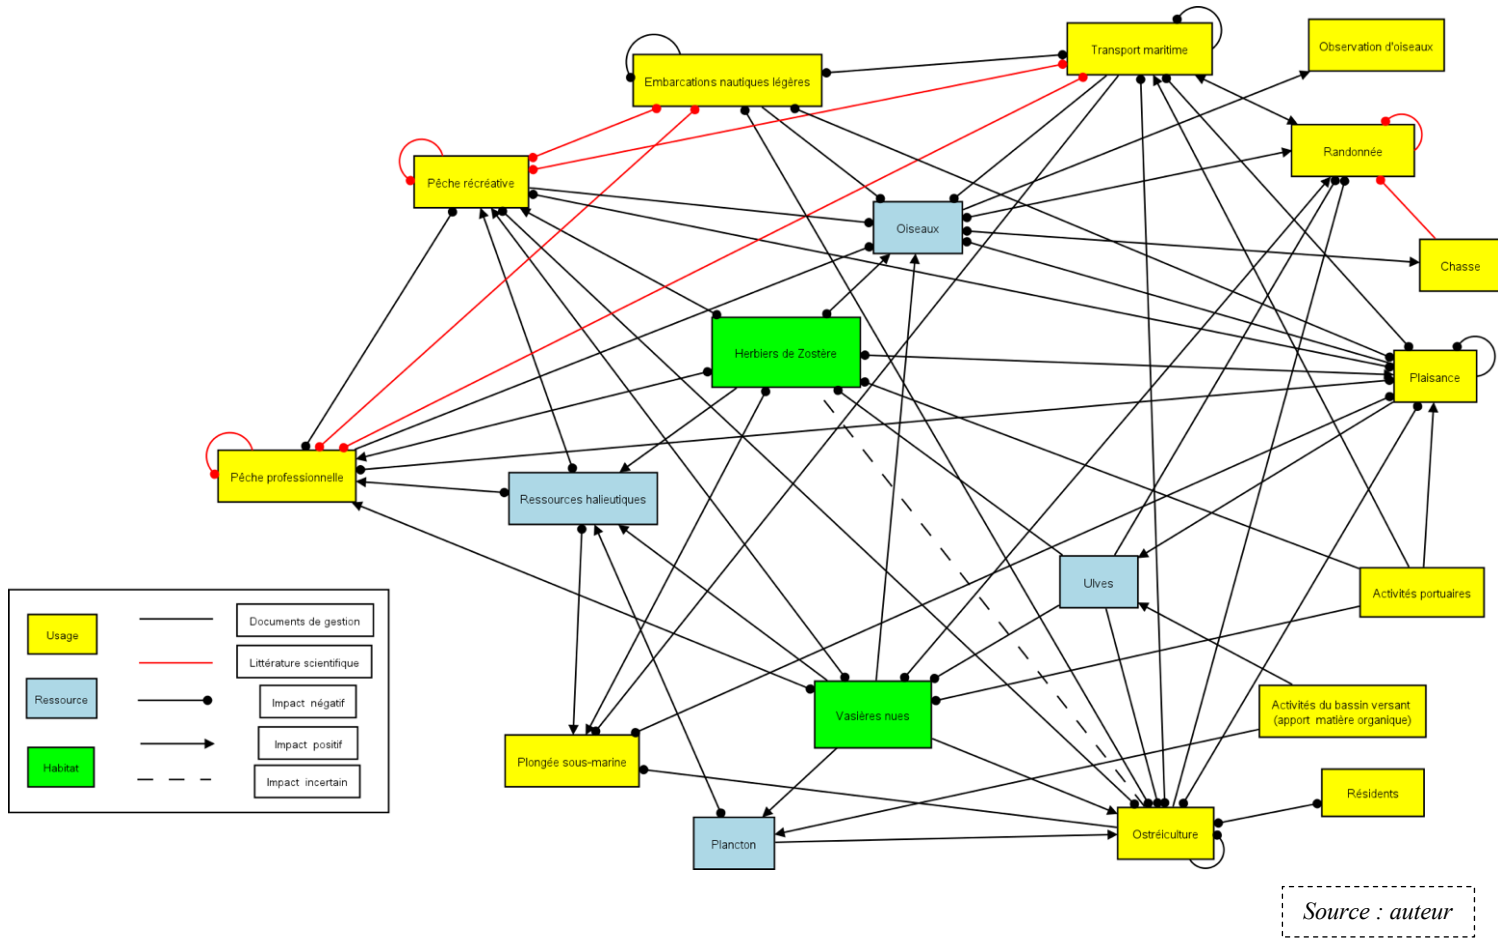 Transport maritime
Observation d'oiseaux
Embarcations nautiques légères
Randonnée
Pêche récréative
Oiseaux
Chasse
Herbiers de Zostère
Plaisance
Pêche professionnelle
Ressources halieutiques
Ulves
Activités portuaires
Usage
Documents de gestion
Littérature scientifique
Ressource
Impact négatif
Impact positif
Habitat
Impact incertain
Vasières nues
Activités du bassin versant
(apport matière organique)
Plongée sous-marine
Résidents
Plancton
Ostréiculture
Source : auteur